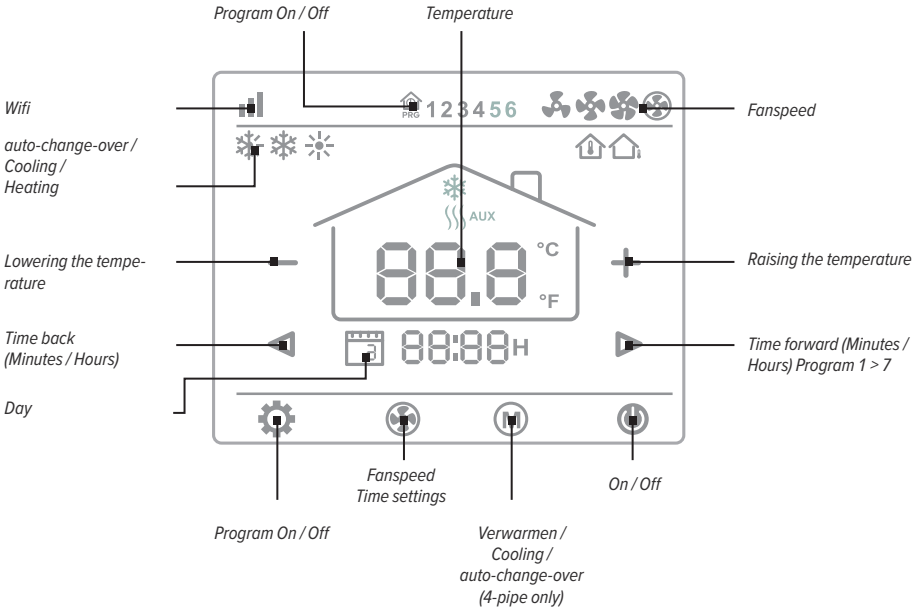 Program On / Off
Temperature
Wifi
PRG
1 2 3 4 5 6
Fanspeed
auto-change-over /
Cooling /
Heating
AUX
Lowering the tempe-
rature
88.8
°C
°F
Raising the temperature
Time back
(Minutes / Hours)
3
88:88 H
Time forward (Minutes /
Hours) Program 1 > 7
Day
M
Fanspeed
Time settings
On / Off
Program On / Off
Verwarmen /
Cooling /
auto-change-over
(4-pipe only)